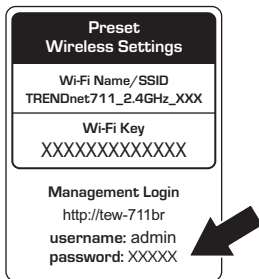 Preset
Wireless Settings
Wi-Fi Name/SSID
TRENDnet711_2.4GHz_XXX
Wi-Fi Key
XXXXXXXXXXXXX
Management Login
http://tew-711br
username: admin
password: XXXXX